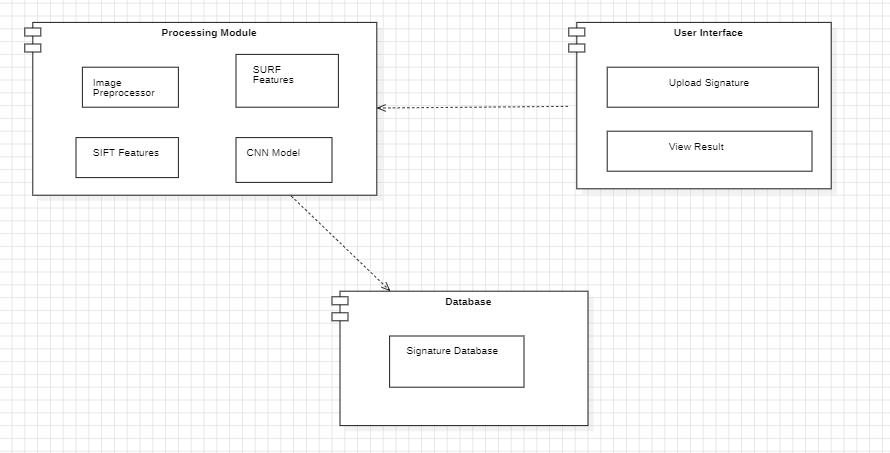 Processing Module
Image
Preprocessor
SURF
Features
SIFT Features
CNN Model
User Interface
Upload Signature
View Result
Database
Signature Database